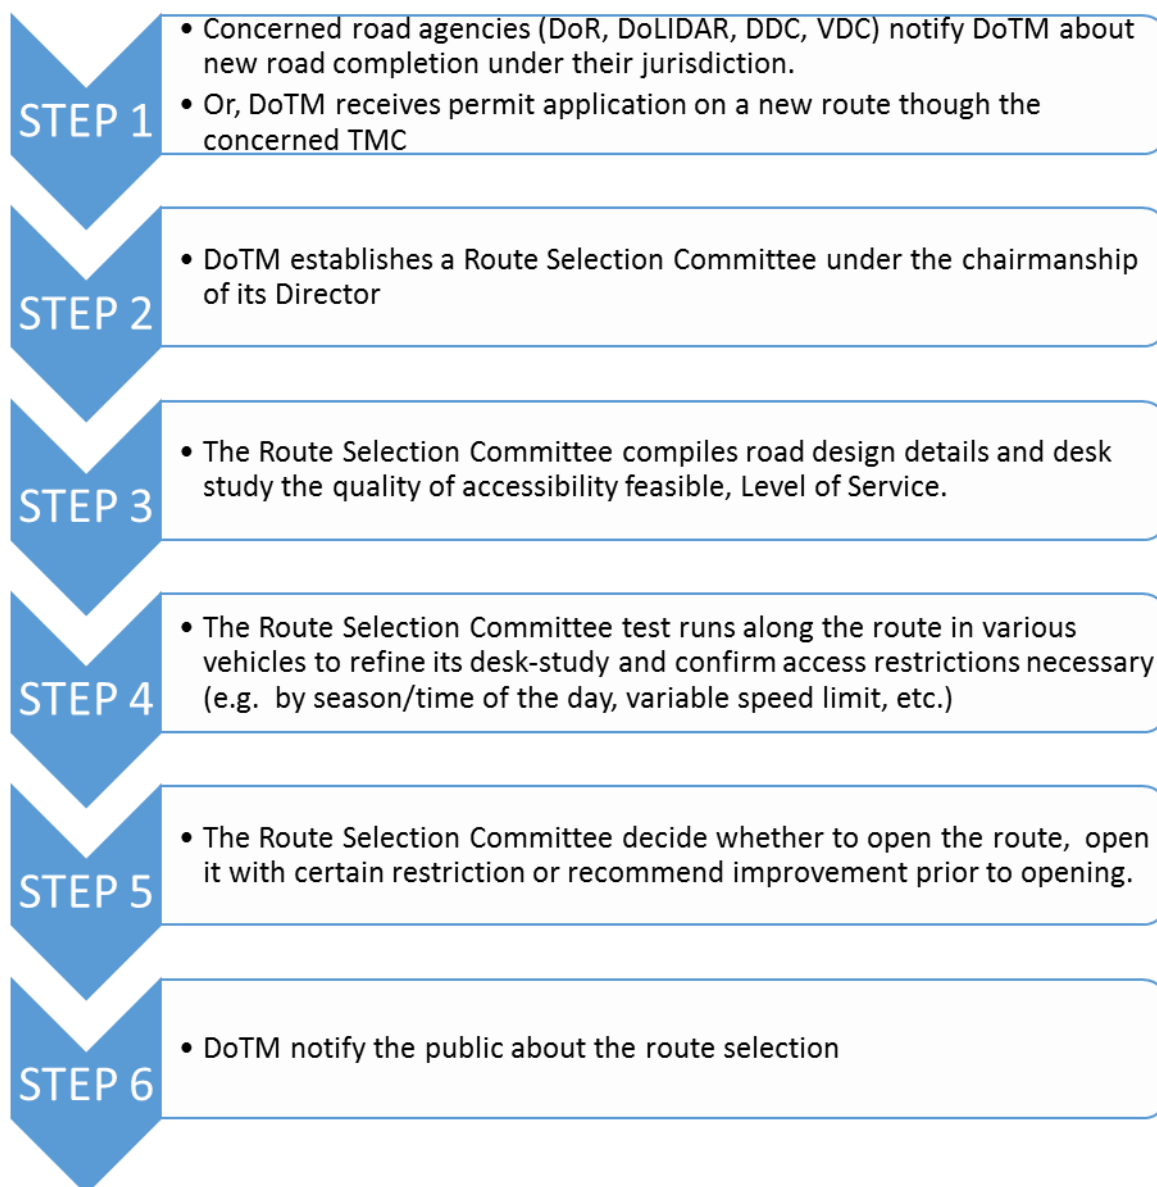 STEP 1
• Concerned road agencies (DoR, DoLIDAR, DDC, VDC) notify DoTM about
new road completion under their jurisdiction.
• Or, DoTM receives permit application on a new route though the
concerned TMC
STEP 2
• DoTM establishes a Route Selection Committee under the chairmanship
of its Director
STEP 3
• The Route Selection Committee compiles road design details and desk
study the quality of accessibility feasible, Level of Service.
STEP 4
• The Route Selection Committee test runs along the route in various
vehicles to refine its desk-study and confirm access restrictions necessary
(e.g. by season/time of the day, variable speed limit, etc.)
STEP 5
• The Route Selection Committee decide whether to open the route, open
it with certain restriction or recommend improvement prior to opening.
STEP 6
• DoTM notify the public about the route selection